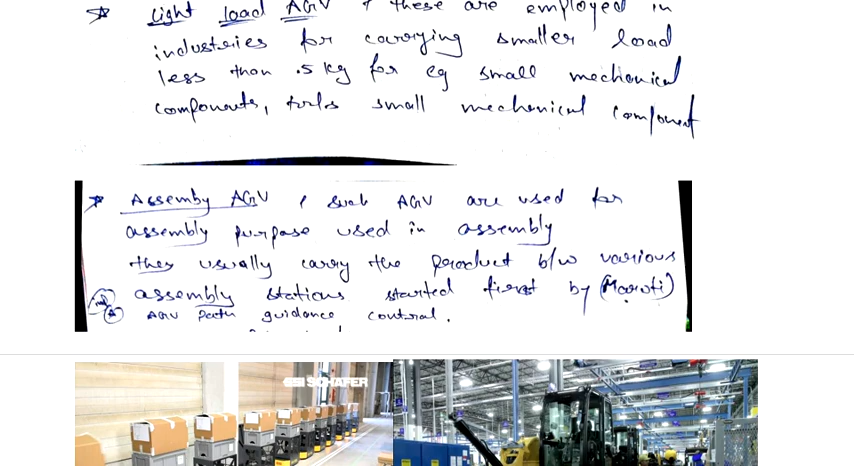 Light load AGV : these are employed in
industries for carrying smaller load
less than .5 kg for eg small mechanical
components, tools small mechanical component
* Assemby AGV : such AGV are used for
assembly purpose used in assembly
they usually carry the product b/w various
assembly stations started first by (Maruti)
AGV Path guidance control.
SSI SCHAFER